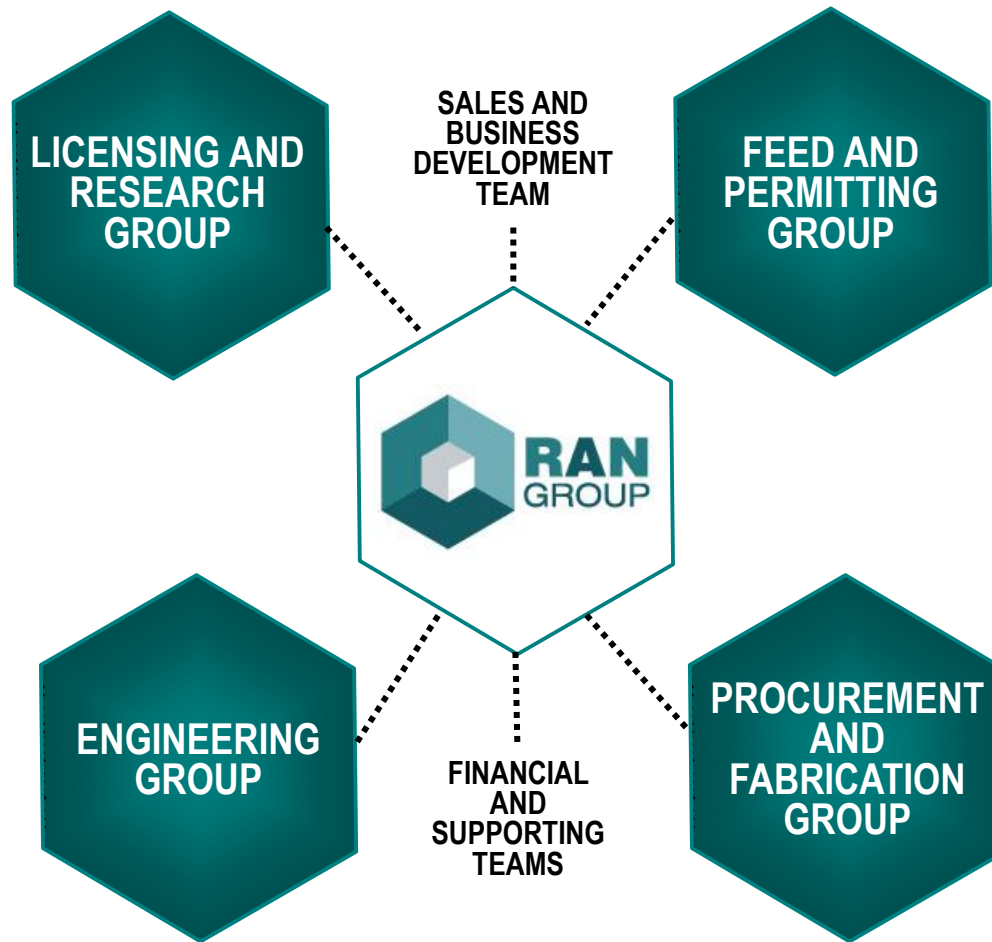 LICENSING AND
RESEARCH
GROUP
SALES AND
BUSINESS
DEVELOPMENT
TEAM
FEED AND
PERMITTING
GROUP
RAN
GROUP
ENGINEERING
GROUP
FINANCIAL
AND
SUPPORTING
TEAMS
PROCUREMENT
AND
FABRICATION
GROUP